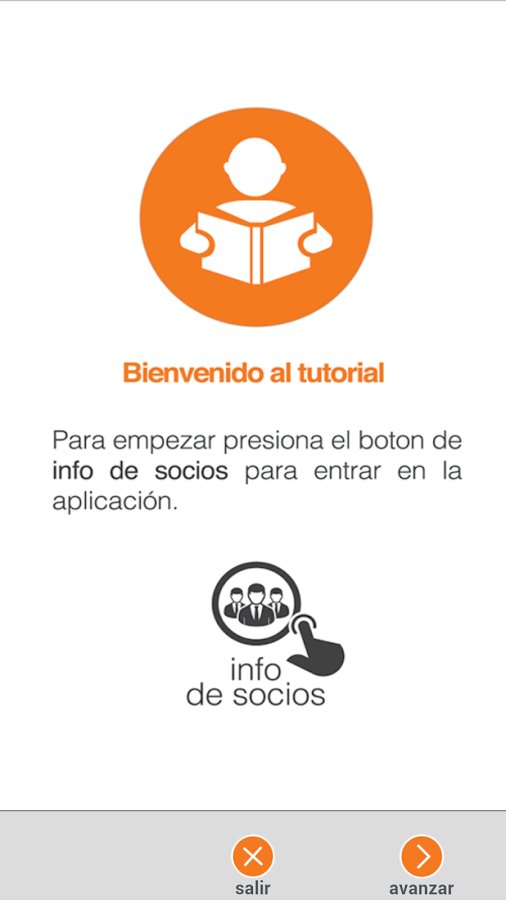 Bienvenido al tutorial
Para empezar presiona el boton de
info de socios para entrar en la
aplicación.
info
de socios
salir
avanzar